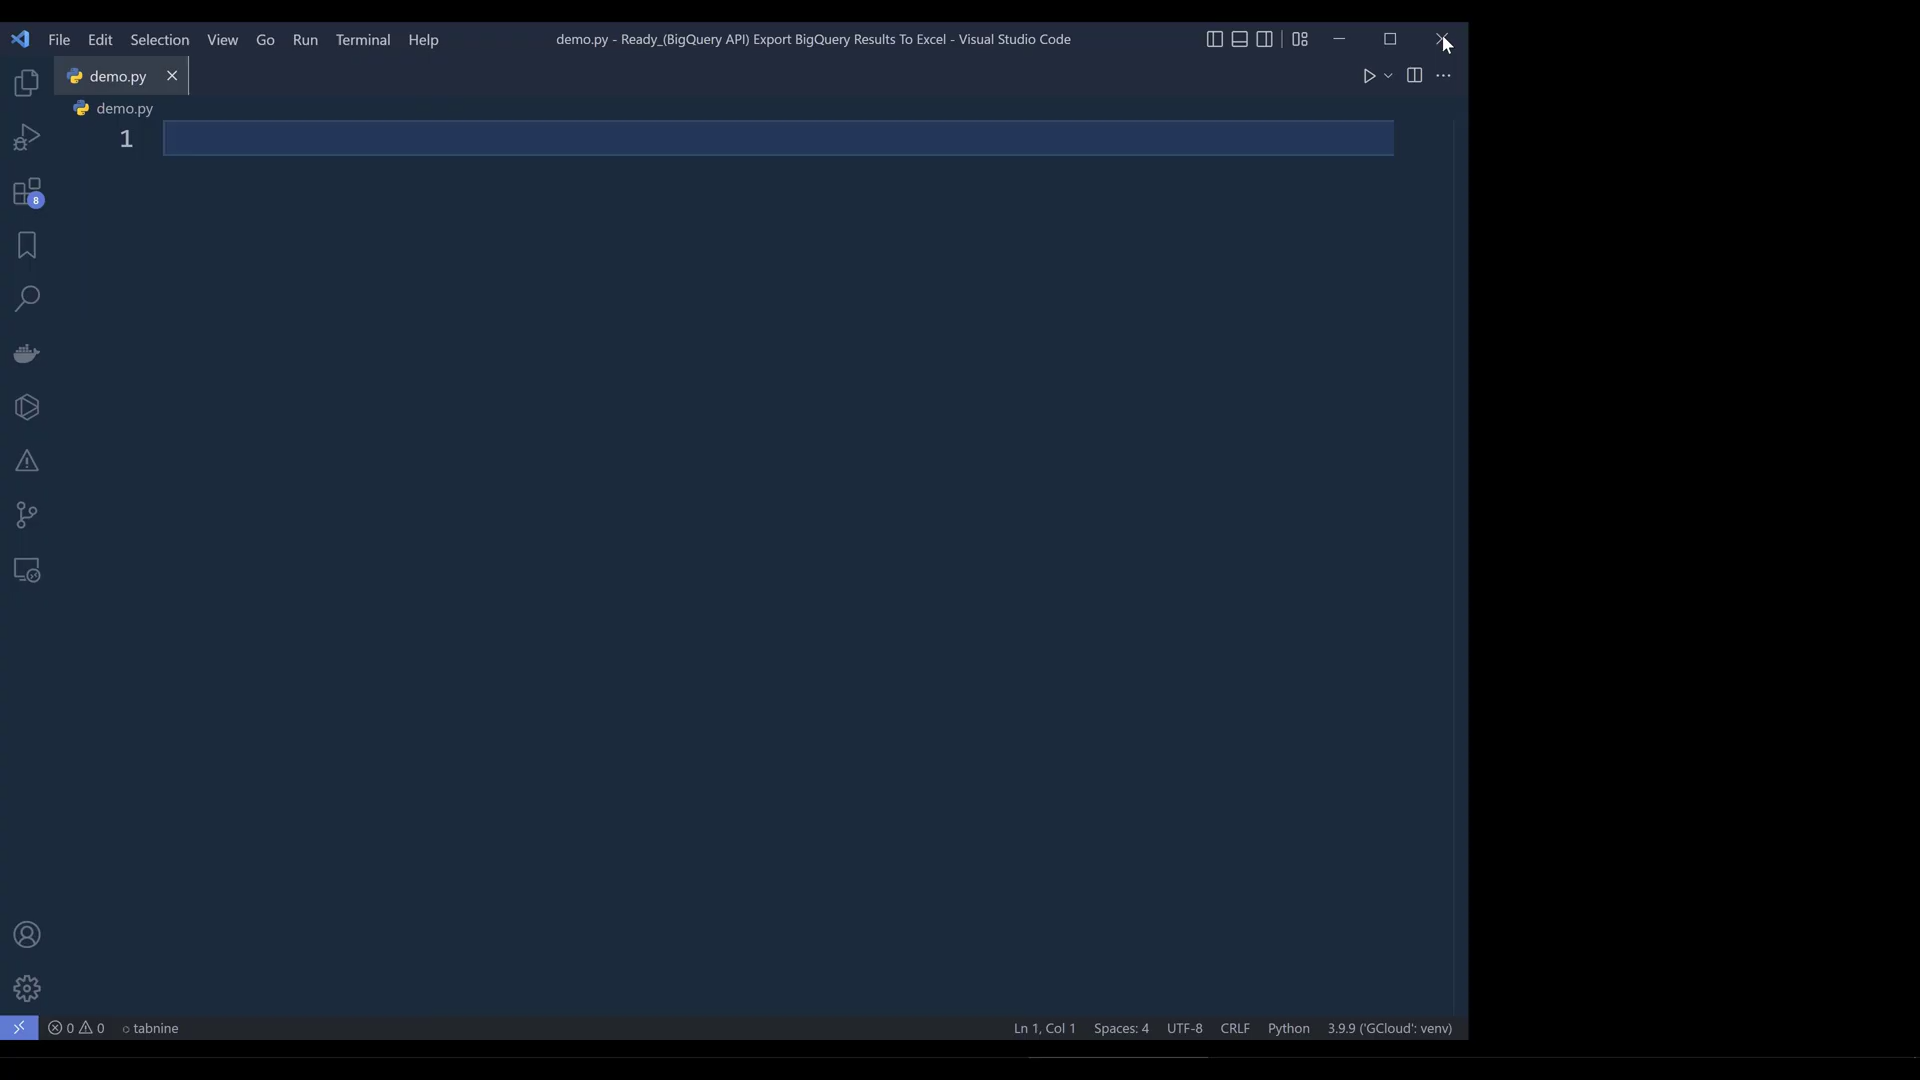 File Edit Selection View Go Run Terminal Help demo.py - Ready_(BigQuery API) Export BigQuery Results To Excel - Visual Studio Code
demo.py
demo.py
1
8
0 0 tabnine Ln 1, Col 1 Spaces: 4 UTF-8 CRLF Python 3.9.9 ('GCloud': venv)